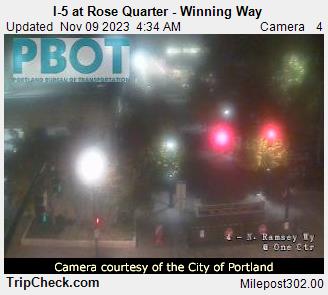 I-5 at Rose Quarter - Winning Way
Updated Nov 09 2023 4:34 AM Camera 4
PBOT
PORTLAND BUREAU OF TRANSPORTATION
4 - N. Ramsey Wy
@ One Ctr
Camera courtesy of the City of Portland
TripCheck.com Milepost302.00